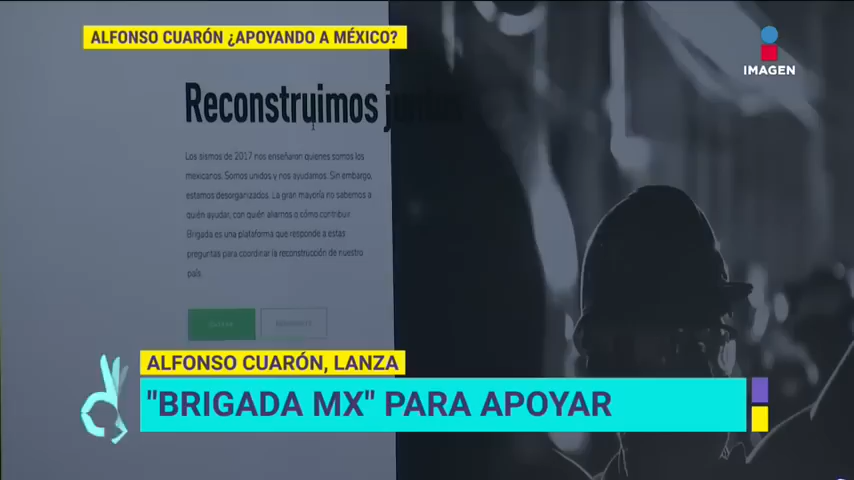 ALFONSO CUARÓN ¿APOYANDO A MÉXICO?
IMAGEN
Reconstruimos juntos
Los sismos de 2017 nos enseñaron quienes somos los
mexicanos. Somos unidos y nos ayudamos. Sin embargo,
estamos desorganizados. La gran mayoría no sabemos a
quién ayudar, con quién aliarnos o cómo contribuir.
Brigada es una plataforma que responde a estas
preguntas para coordinar la reconstrucción de nuestro
país.
ALFONSO CUARÓN, LANZA
"BRIGADA MX" PARA APOYAR